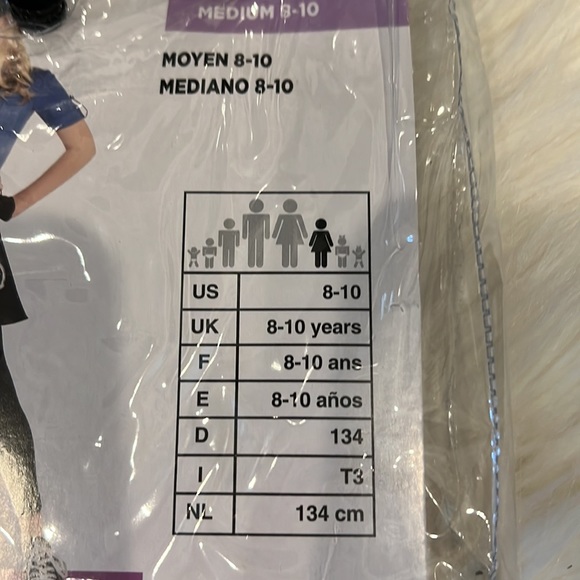 MEDIUM 8-10
MOYEN 8-10
MEDIANO 8-10
US 8-10
UK 8-10 years
F 8-10 ans
E 8-10 años
D 134
I T3
NL 134 cm